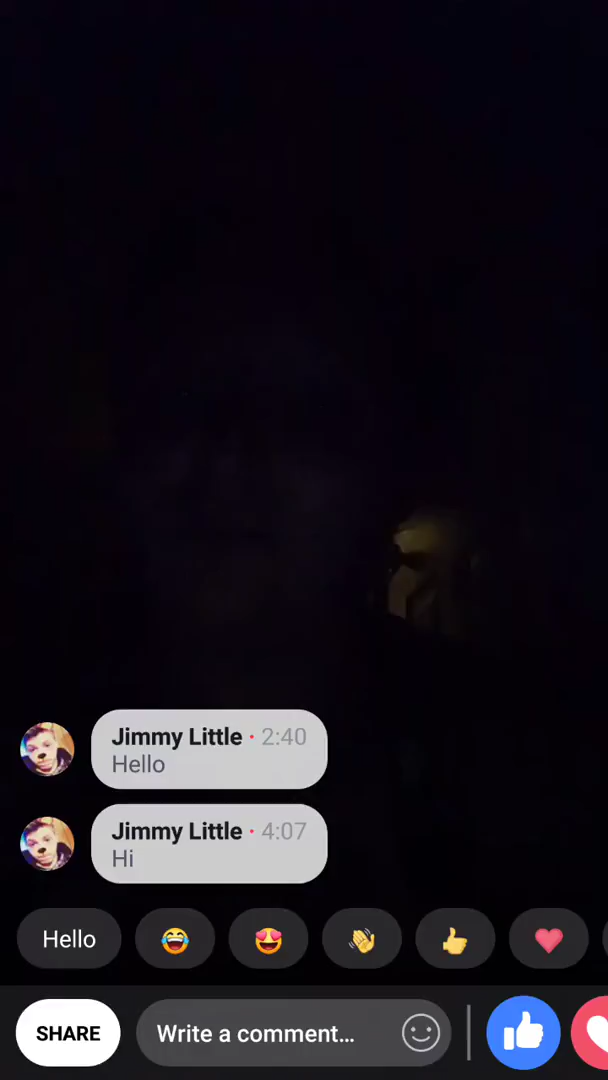 Jimmy Little • 2:40
Hello
Jimmy Little • 4:07
Hi
Hello
SHARE
Write a comment...